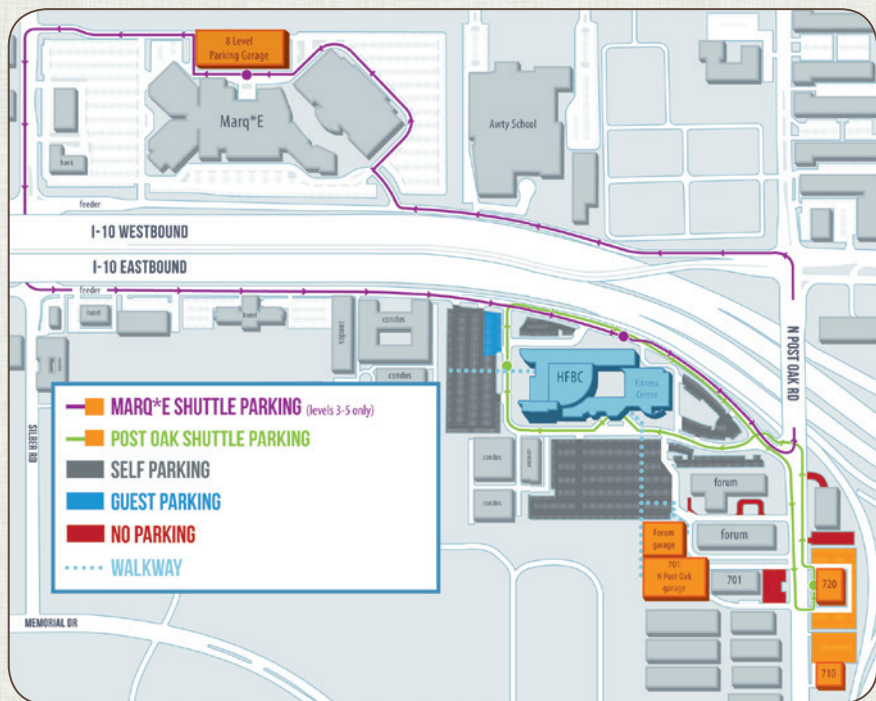 8 Level
Parking Garage
Marq*E
Awty School
bank
feeder
I-10 WESTBOUND
I-10 EASTBOUND
feeder
hotel
hotel
condos
condos
condos
HFBC
Fitness
Center
N POST OAK RD
SILBER RD
MARQ*E SHUTTLE PARKING (levels 3-5 only)
POST OAK SHUTTLE PARKING
SELF PARKING
GUEST PARKING
NO PARKING
WALKWAY
condos
condos
condos
forum
forum
Forum
garage
701
N Post Oak
garage
701
720
710
MEMORIAL DR